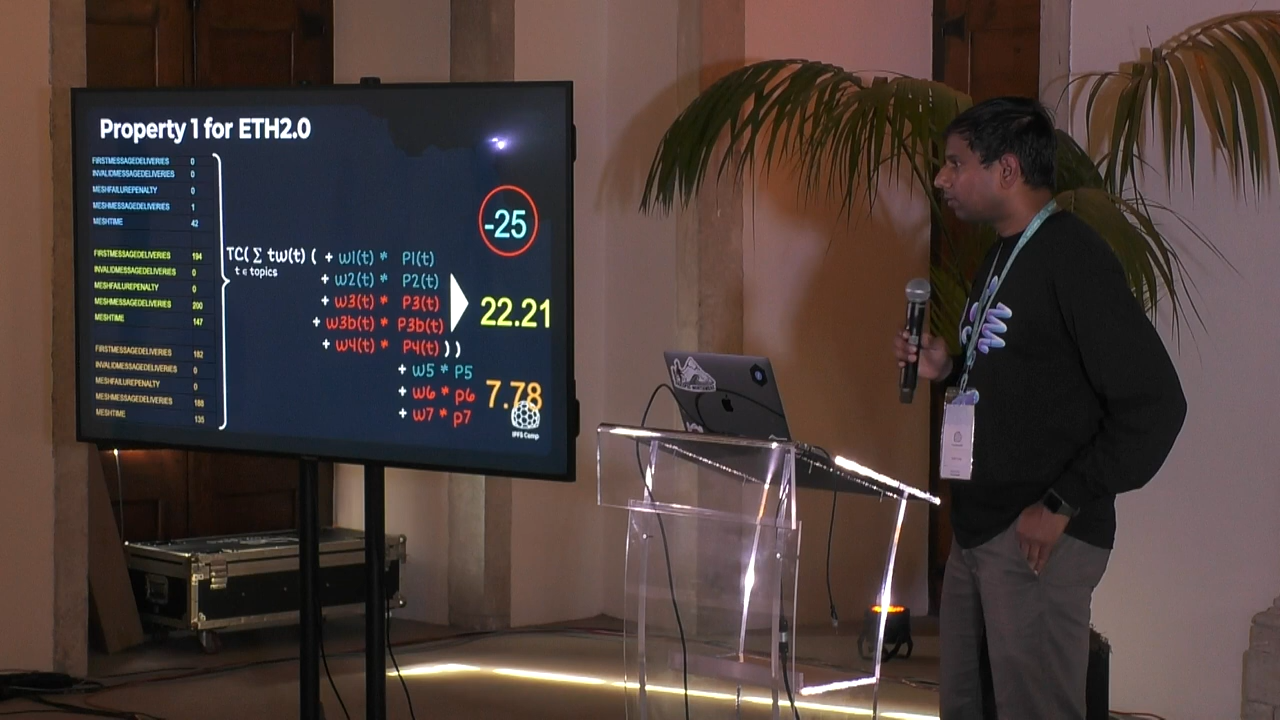 Property 1 for ETH2.0
FIRSTMESSAGEDELIVERIES 0
INVALIDMESSAGEDELIVERIES 0
MESHFAILUREPENALTY 0
MESHMESSAGEDELIVERIES 1
MESHTIME 42
FIRSTMESSAGEDELIVERIES 194
INVALIDMESSAGEDELIVERIES 0
MESHFAILUREPENALTY 0
MESHMESSAGEDELIVERIES 200
MESHTIME 147
FIRSTMESSAGEDELIVERIES 182
INVALIDMESSAGEDELIVERIES 0
MESHFAILUREPENALTY 0
MESHMESSAGEDELIVERIES 188
MESHTIME 135
TC( ∑ tw(t) ( + w1(t) * P1(t)
t ∈ topics
+ w2(t) * P2(t)
+ w3(t) * P3(t)
+ w3b(t) * P3b(t)
+ w4(t) * P4(t) ))
+ w5 * P5
+ w6 * p6
+ w7 * p7
-25
22.21
7.78
IPFS Camp